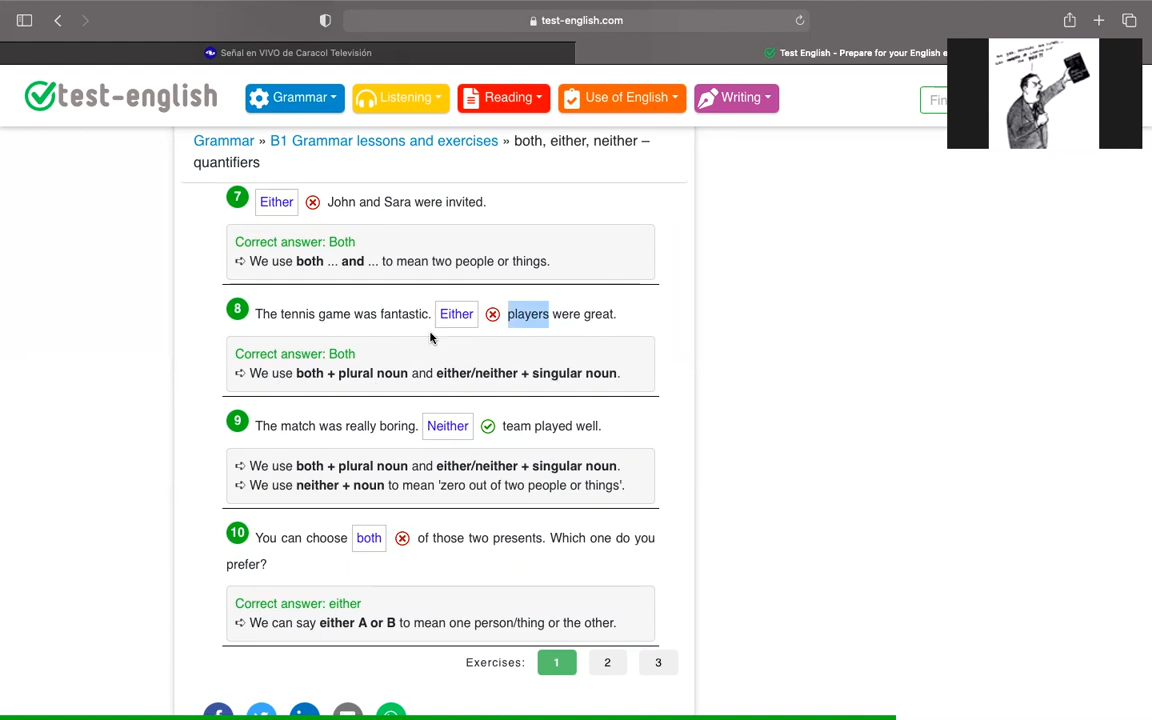 test-english.com
Señal en VIVO de Caracol Televisión
Test English - Prepare for your English e
test-english
Grammar
Listening
Reading
Use of English
Writing
Fin
Grammar » B1 Grammar lessons and exercises » both, either, neither –
quantifiers
7 Either John and Sara were invited.
Correct answer: Both
➪ We use both ... and ... to mean two people or things.
8 The tennis game was fantastic. Either players were great.
Correct answer: Both
➪ We use both + plural noun and either/neither + singular noun.
9 The match was really boring. Neither team played well.
➪ We use both + plural noun and either/neither + singular noun.
➪ We use neither + noun to mean 'zero out of two people or things'.
10 You can choose both of those two presents. Which one do you
prefer?
Correct answer: either
➪ We can say either A or B to mean one person/thing or the other.
Exercises: 1 2 3